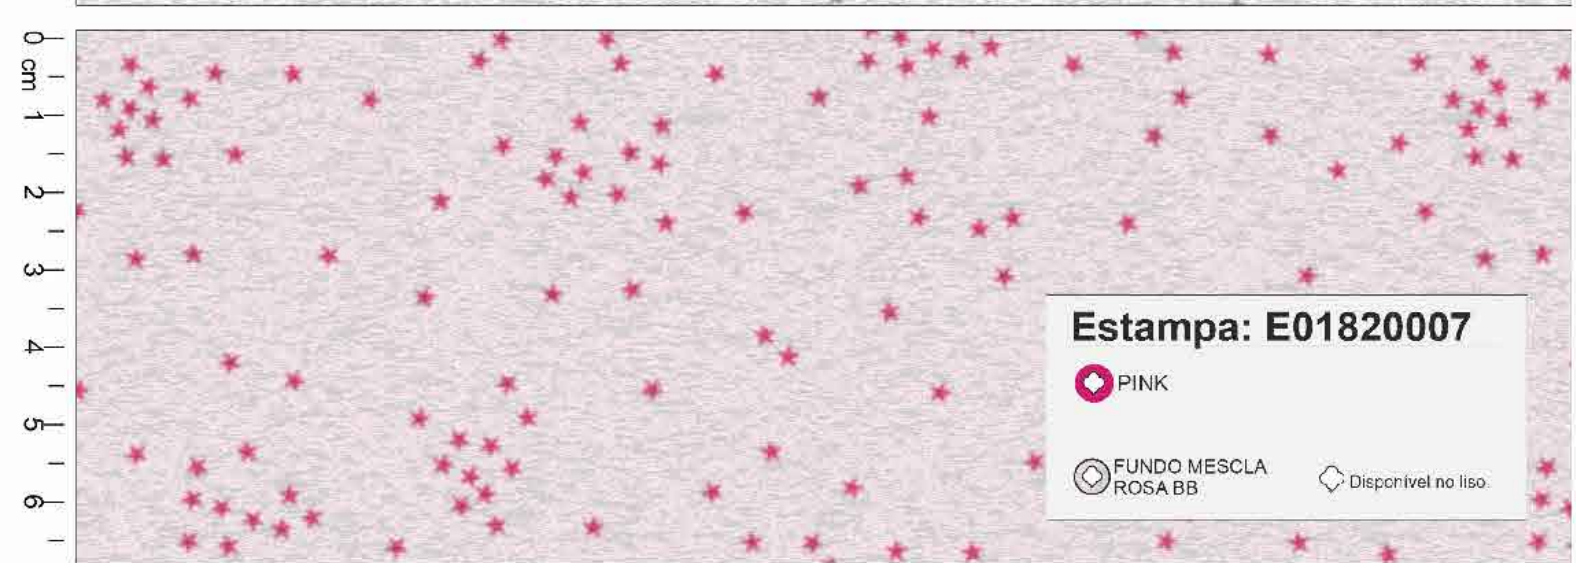 0
cm
1
2
3
4
5
6
Estampa: E01820007
PINK
FUNDO MESCLA
ROSA BB
Disponível no liso